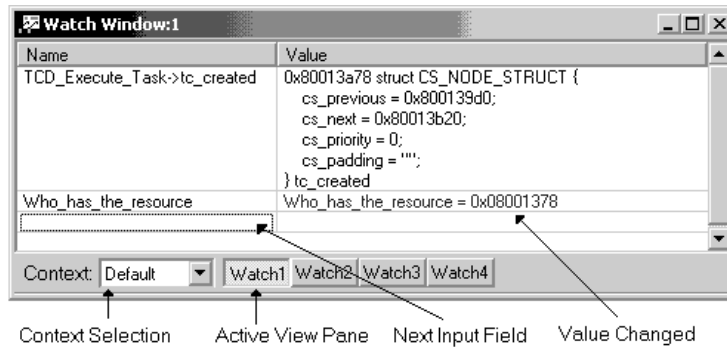 Watch Window:1
Name Value
TCD_Execute_Task->tc_created 0x80013a78 struct CS_NODE_STRUCT {
cs_previous = 0x800139d0;
cs_next = 0x80013b20;
cs_priority = 0;
cs_padding = "";
} tc_created
Who_has_the_resource Who_has_the_resource = 0x08001378
Context: Default Watch1 Watch2 Watch3 Watch4
Context Selection Active View Pane Next Input Field Value Changed